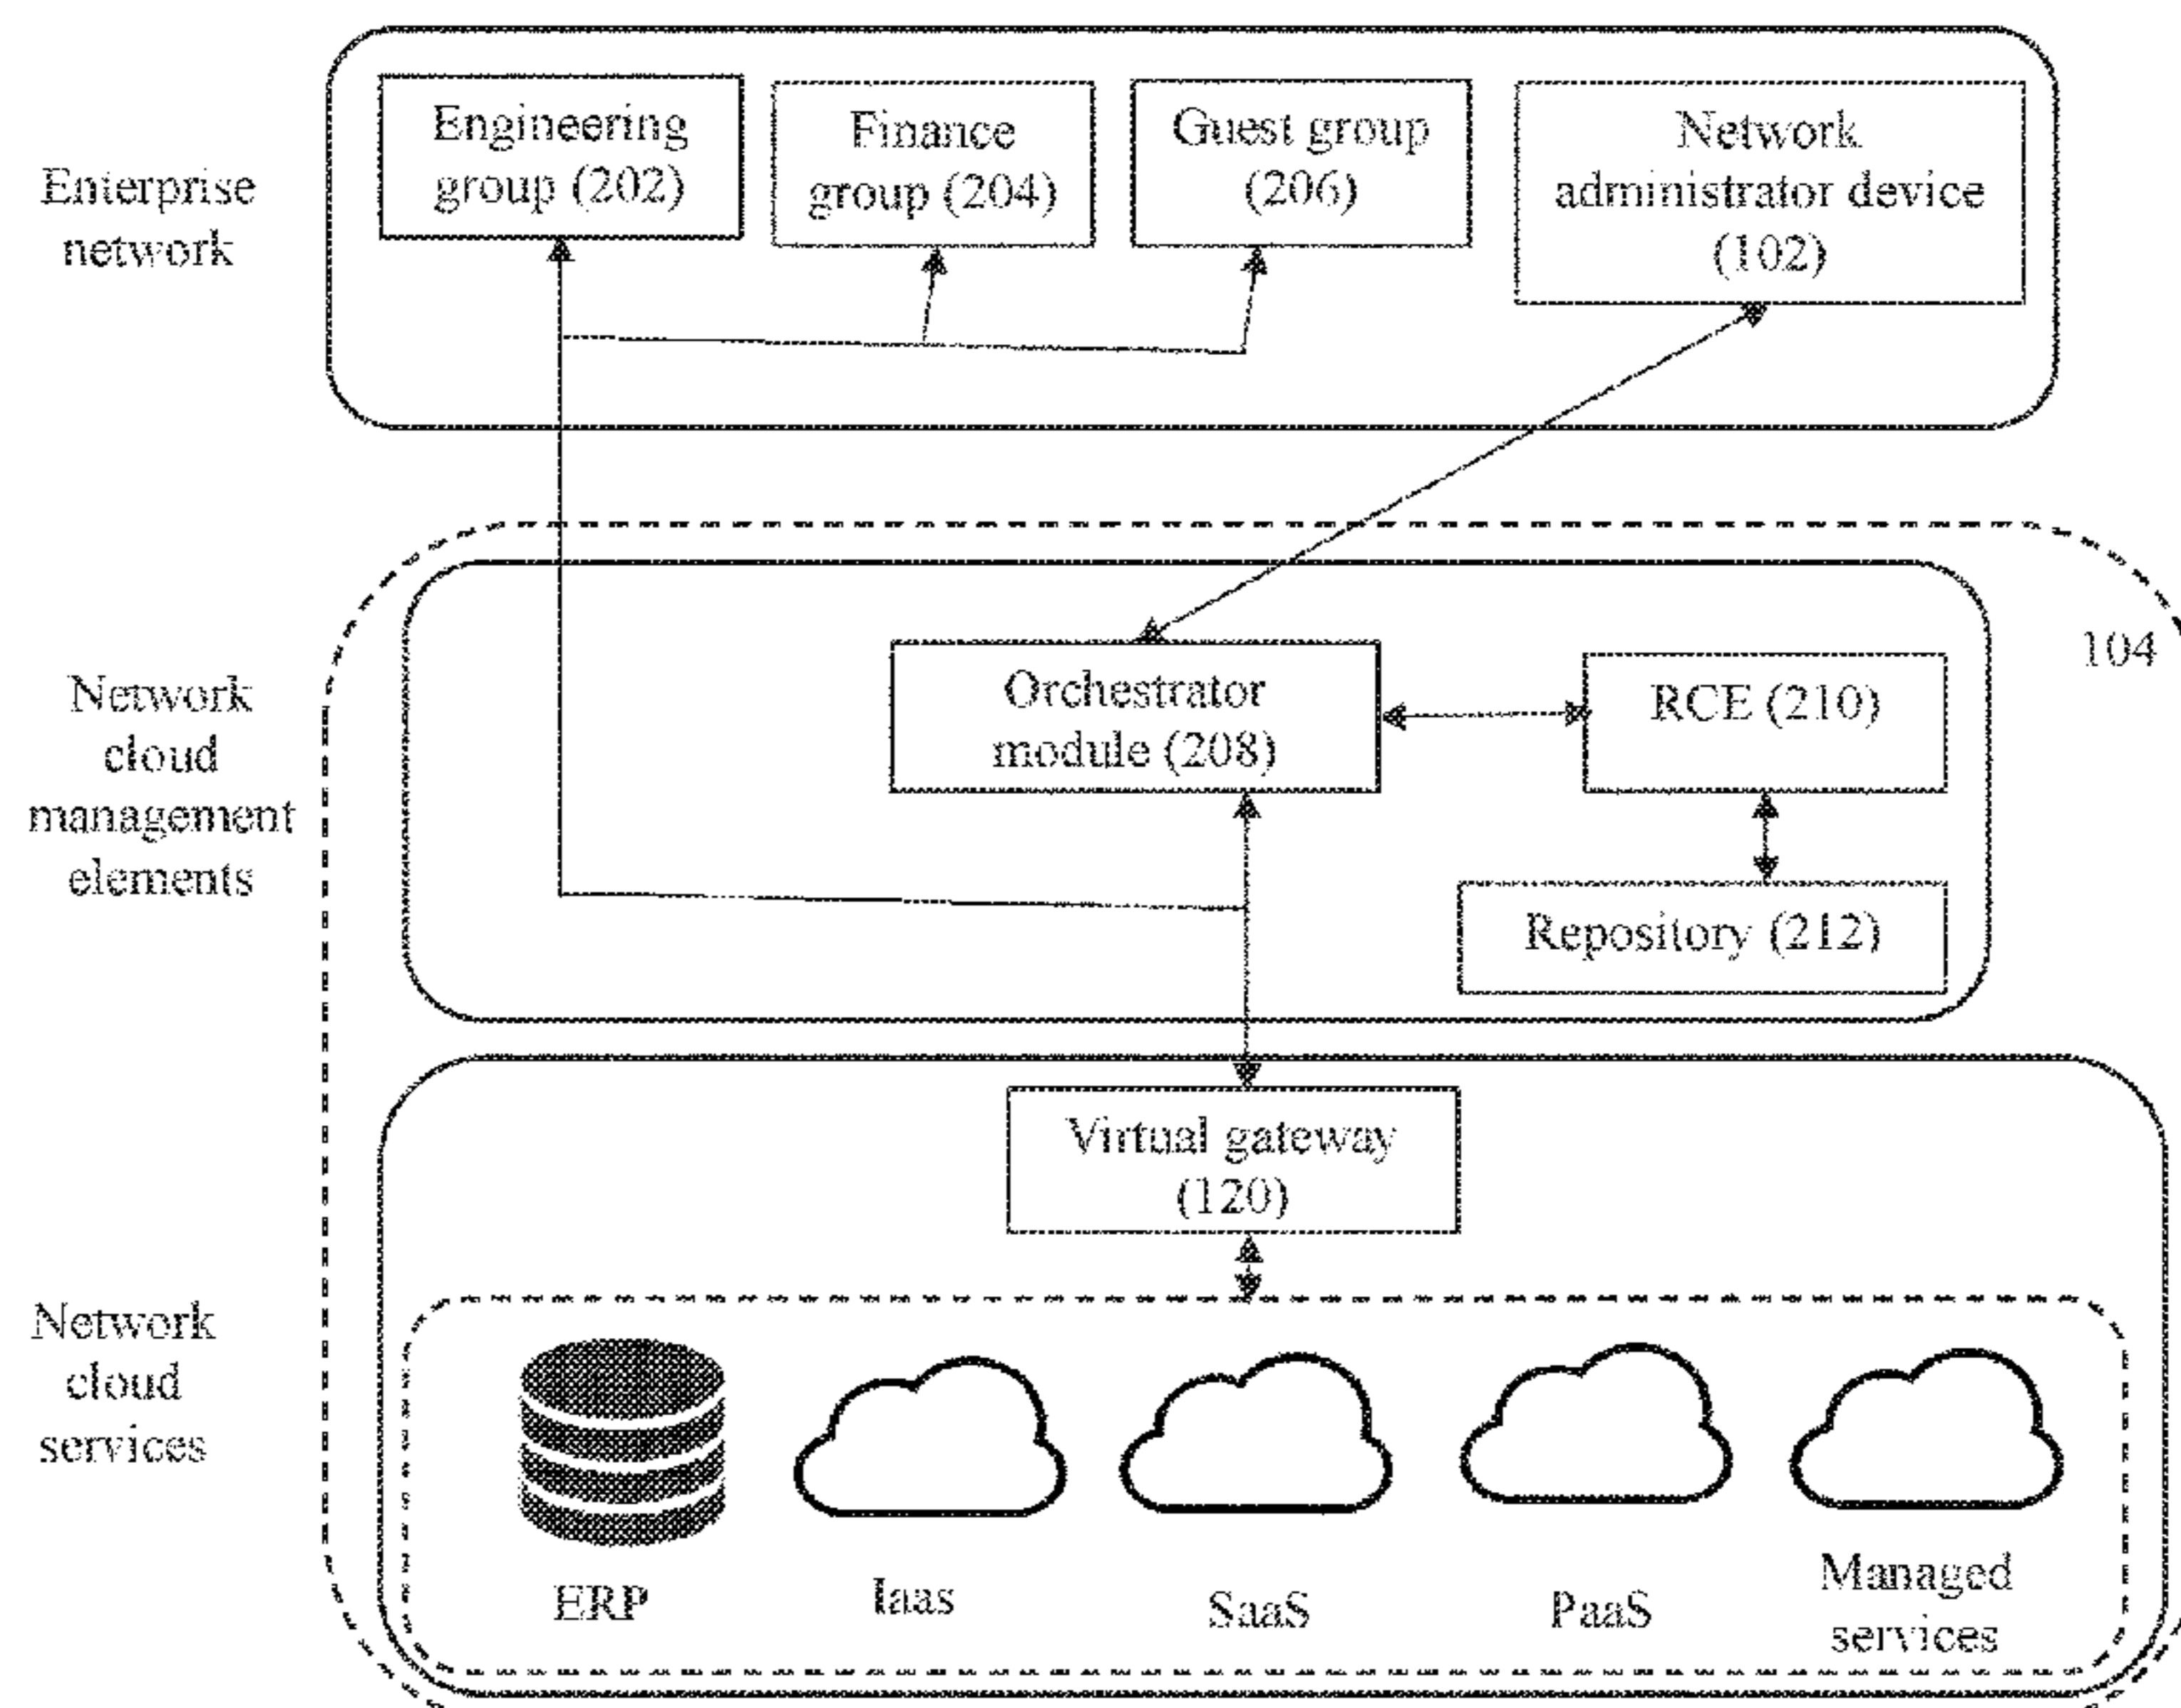 Enterprise
network
Engineering
group (202)
Finance
group (204)
Guest group
(206)
Network
administrator device
(102)
104
Network
cloud
management
elements
Orchestrator
module (208)
RCE (210)
Repository (212)
Virtual gateway
(120)
Network
cloud
services
ERP
Iaas
SaaS
PaaS
Managed
services